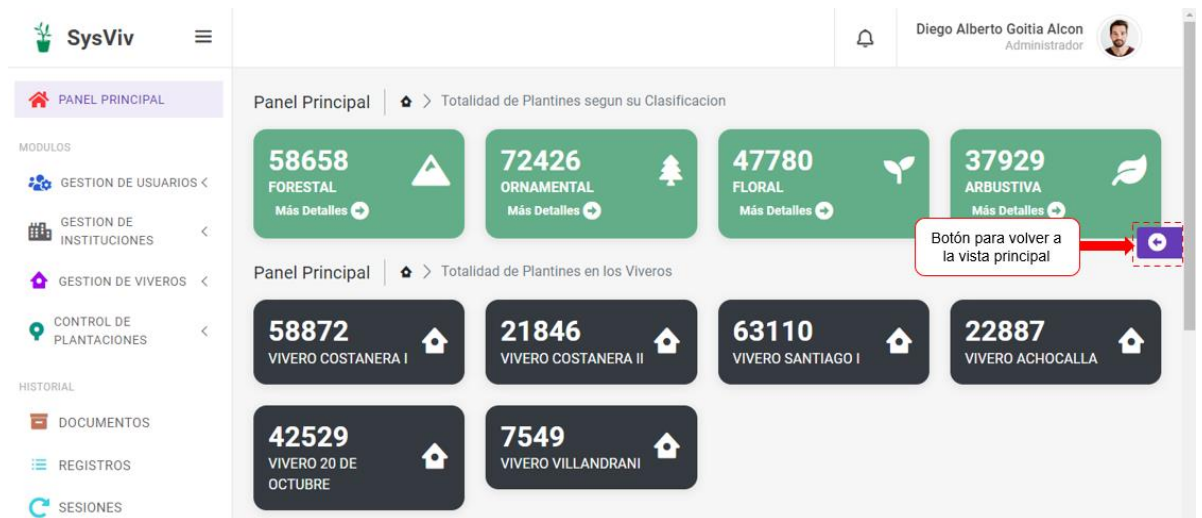 SysViv
Diego Alberto Goitia Alcon
Administrador
PANEL PRINCIPAL
MODULOS
GESTION DE USUARIOS
GESTION DE
INSTITUCIONES
GESTION DE VIVEROS
CONTROL DE
PLANTACIONES
HISTORIAL
DOCUMENTOS
REGISTROS
SESIONES
Panel Principal > Totalidad de Plantines segun su Clasificacion
58658
FORESTAL
Más Detalles
72426
ORNAMENTAL
Más Detalles
47780
FLORAL
Más Detalles
37929
ARBUSTIVA
Más Detalles
Botón para volver a
la vista principal
Panel Principal > Totalidad de Plantines en los Viveros
58872
VIVERO COSTANERA I
21846
VIVERO COSTANERA II
63110
VIVERO SANTIAGO I
22887
VIVERO ACHOCALLA
42529
VIVERO 20 DE
OCTUBRE
7549
VIVERO VILLANDRANI